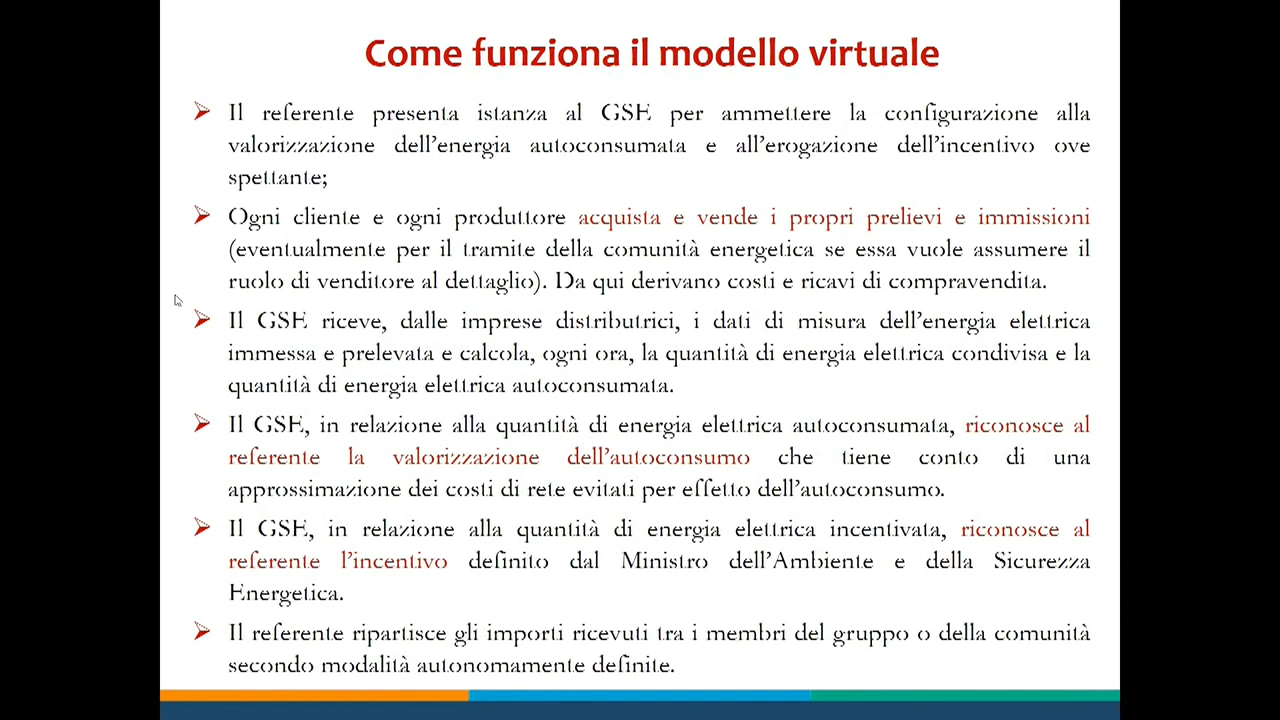 Come funziona il modello virtuale
Il referente presenta istanza al GSE per ammettere la configurazione alla
valorizzazione dell'energia autoconsumata e all'erogazione dell'incentivo ove
spettante;
Ogni cliente e ogni produttore acquista e vende i propri prelievi e immissioni
(eventualmente per il tramite della comunità energetica se essa vuole assumere il
ruolo di venditore al dettaglio). Da qui derivano costi e ricavi di compravendita.
Il GSE riceve, dalle imprese distributrici, i dati di misura dell'energia elettrica
immessa e prelevata e calcola, ogni ora, la quantità di energia elettrica condivisa e la
quantità di energia elettrica autoconsumata.
Il GSE, in relazione alla quantità di energia elettrica autoconsumata, riconosce al
referente la valorizzazione dell'autoconsumo che tiene conto di una
approssimazione dei costi di rete evitati per effetto dell'autoconsumo.
Il GSE, in relazione alla quantità di energia elettrica incentivata, riconosce al
referente l'incentivo definito dal Ministro dell'Ambiente e della Sicurezza
Energetica.
Il referente ripartisce gli importi ricevuti tra i membri del gruppo o della comunità
secondo modalità autonomamente definite.